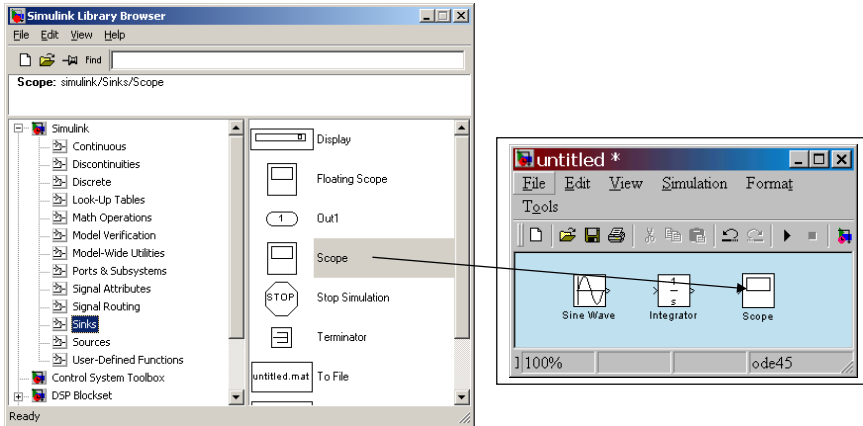 Simulink Library Browser
File Edit View Help
Find
Scope: simulink/Sinks/Scope
Simulink
Continuous
Discontinuities
Discrete
Look-Up Tables
Math Operations
Model Verification
Model-Wide Utilities
Ports & Subsystems
Signal Attributes
Signal Routing
Sinks
Sources
User-Defined Functions
Control System Toolbox
DSP Blockset
Display
Floating Scope
1 Out1
Scope
STOP Stop Simulation
Terminator
untitled.mat To File
Ready
untitled *
File Edit View Simulation Format
Tools
1
s
Sine Wave Integrator Scope
100% ode45